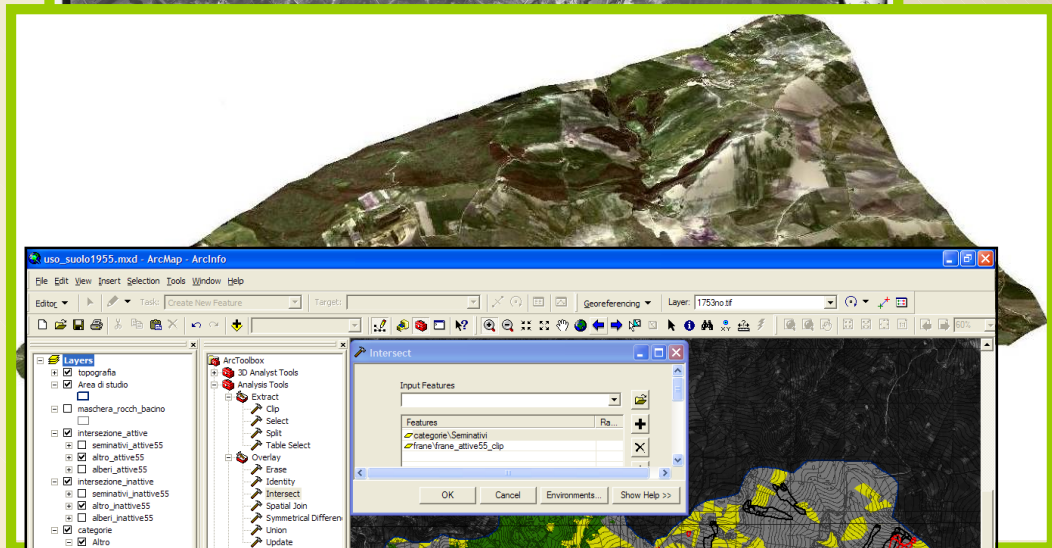 uso_suolo1955.mxd - ArcMap - ArcInfo
File Edit View Insert Selection Tools Window Help
Editor Task: Create New Feature Target: Georeferencing Layer: 1753no.tif
50%
Layers
topografia
Area di studio
maschera_rocch_bacino
intersezione_attive
seminativi_attive55
altro_attive55
alberi_attive55
intersezione_inattive
seminativi_inattive55
altro_inattive55
alberi_inattive55
categorie
Altro
ArcToolbox
3D Analyst Tools
Analysis Tools
Extract
Clip
Select
Split
Table Select
Overlay
Erase
Identity
Intersect
Spatial Join
Symmetrical Differen
Union
Update
Intersect
Input Features
Features Ra...
categorie\Seminativi
frane\frane_attive55_clip
OK Cancel Environments... Show Help >>